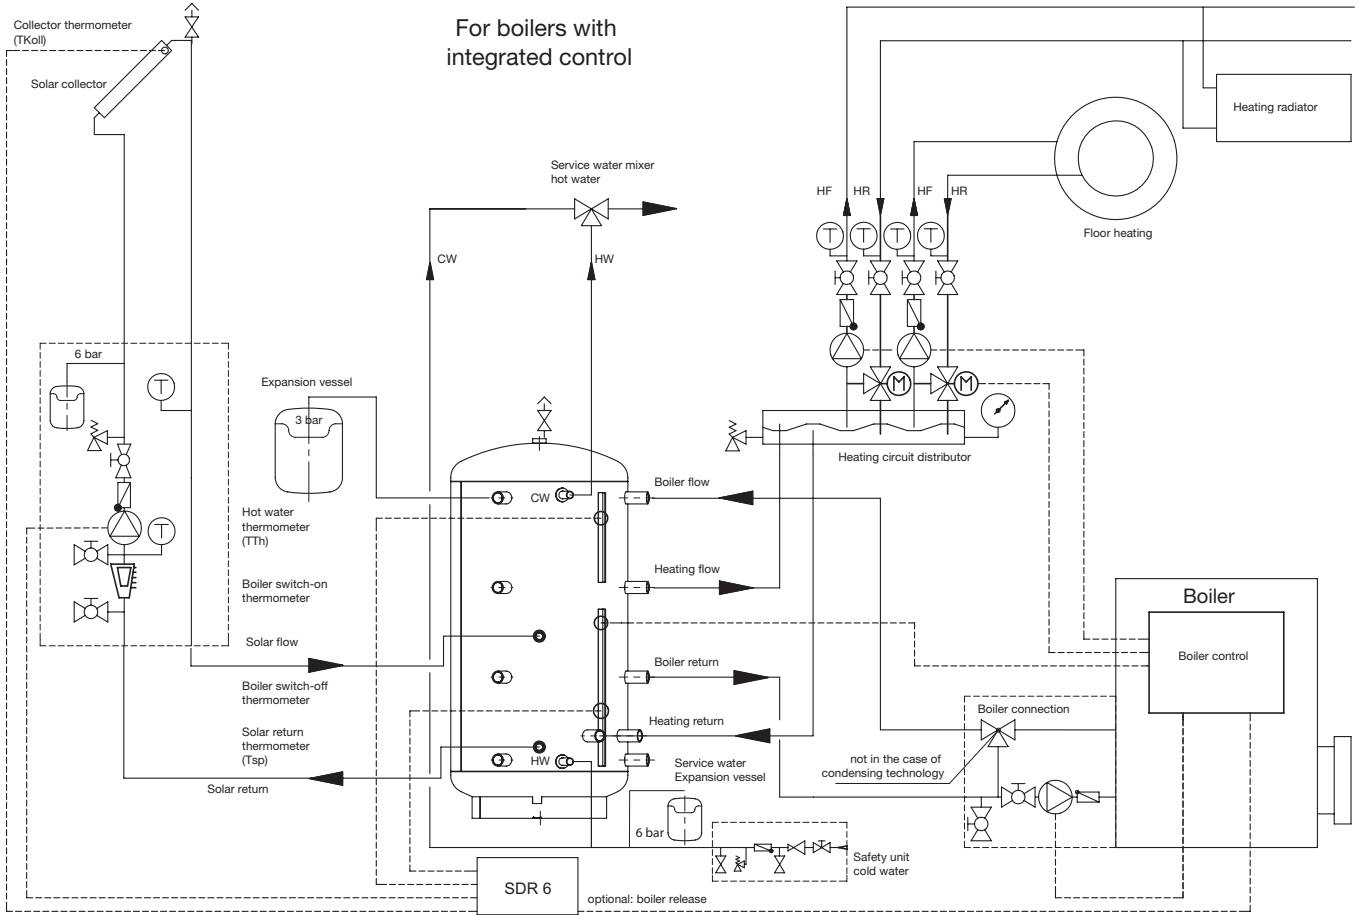 Collector thermometer
(TKoll)
For boilers with
integrated control
Solar collector
Heating radiator
Service water mixer
hot water
HF
HR
HF
HR
T
T
T
T
Floor heating
CW
HW
6 bar
T
Expansion vessel
3 bar
M
M
Heating circuit distributor
Boiler flow
CW
Hot water
thermometer
(TTh)
T
Heating flow
Boiler switch-on
thermometer
Boiler
Solar flow
Boiler control
Boiler return
Boiler switch-off
thermometer
Boiler connection
Heating return
Solar return
thermometer
(Tsp)
HW
not in the case of
condensing technology
Service water
Expansion vessel
Solar return
6 bar
Safety unit
cold water
SDR 6
optional: boiler release